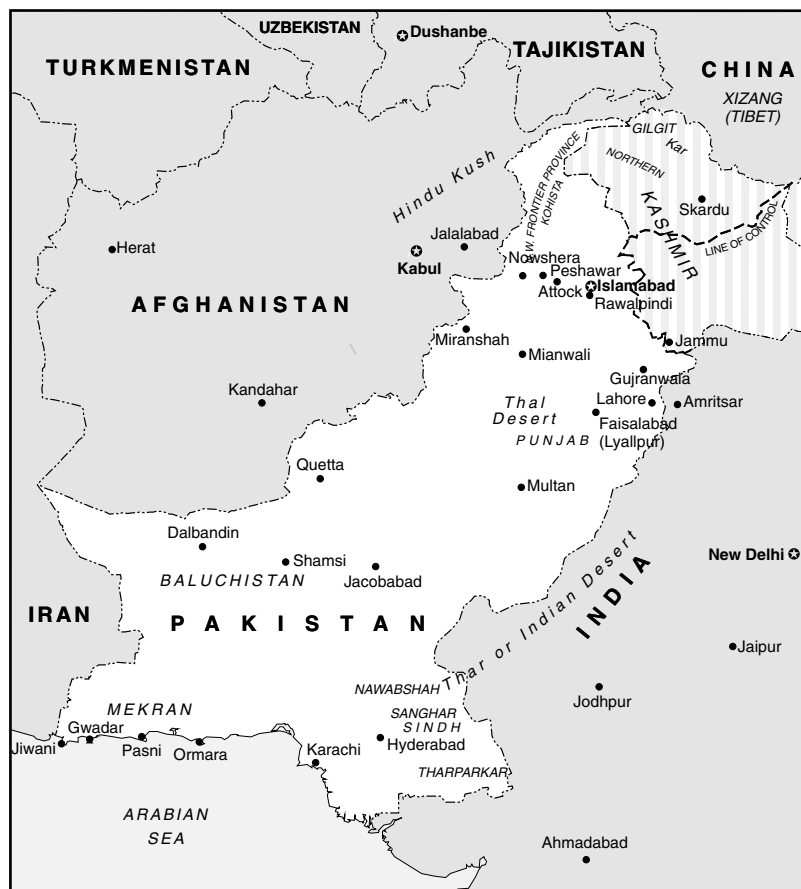 UZBEKISTAN
Dushanbe
TAJIKISTAN
TURKMENISTAN
CHINA
XIZANG
(TIBET)
GILGIT
Kar
NORTHERN
Hindu Kush
N.W. FRONTIER PROVINCE
KOHISTA
KASHMIR
Skardu
LINE OF CONTROL
Herat
Jalalabad
Kabul
Nowshera
Peshawar
Attock
Islamabad
Rawalpindi
AFGHANISTAN
Miranshah
Mianwali
Jammu
Gujranwala
Kandahar
Thal
Desert
Lahore
Amritsar
Faisalabad
(Lyallpur)
PUNJAB
Quetta
Multan
Dalbandin
Shamsi
Jacobabad
BALUCHISTAN
New Delhi
IRAN
PAKISTAN
Thar or Indian Desert
INDIA
Jaipur
Jodhpur
NAWABSHAH
MEKRAN
SANGHAR
SINDH
Gwadar
Jiwani
Pasni
Ormara
Karachi
Hyderabad
THARPARKAR
ARABIAN
SEA
Ahmadabad